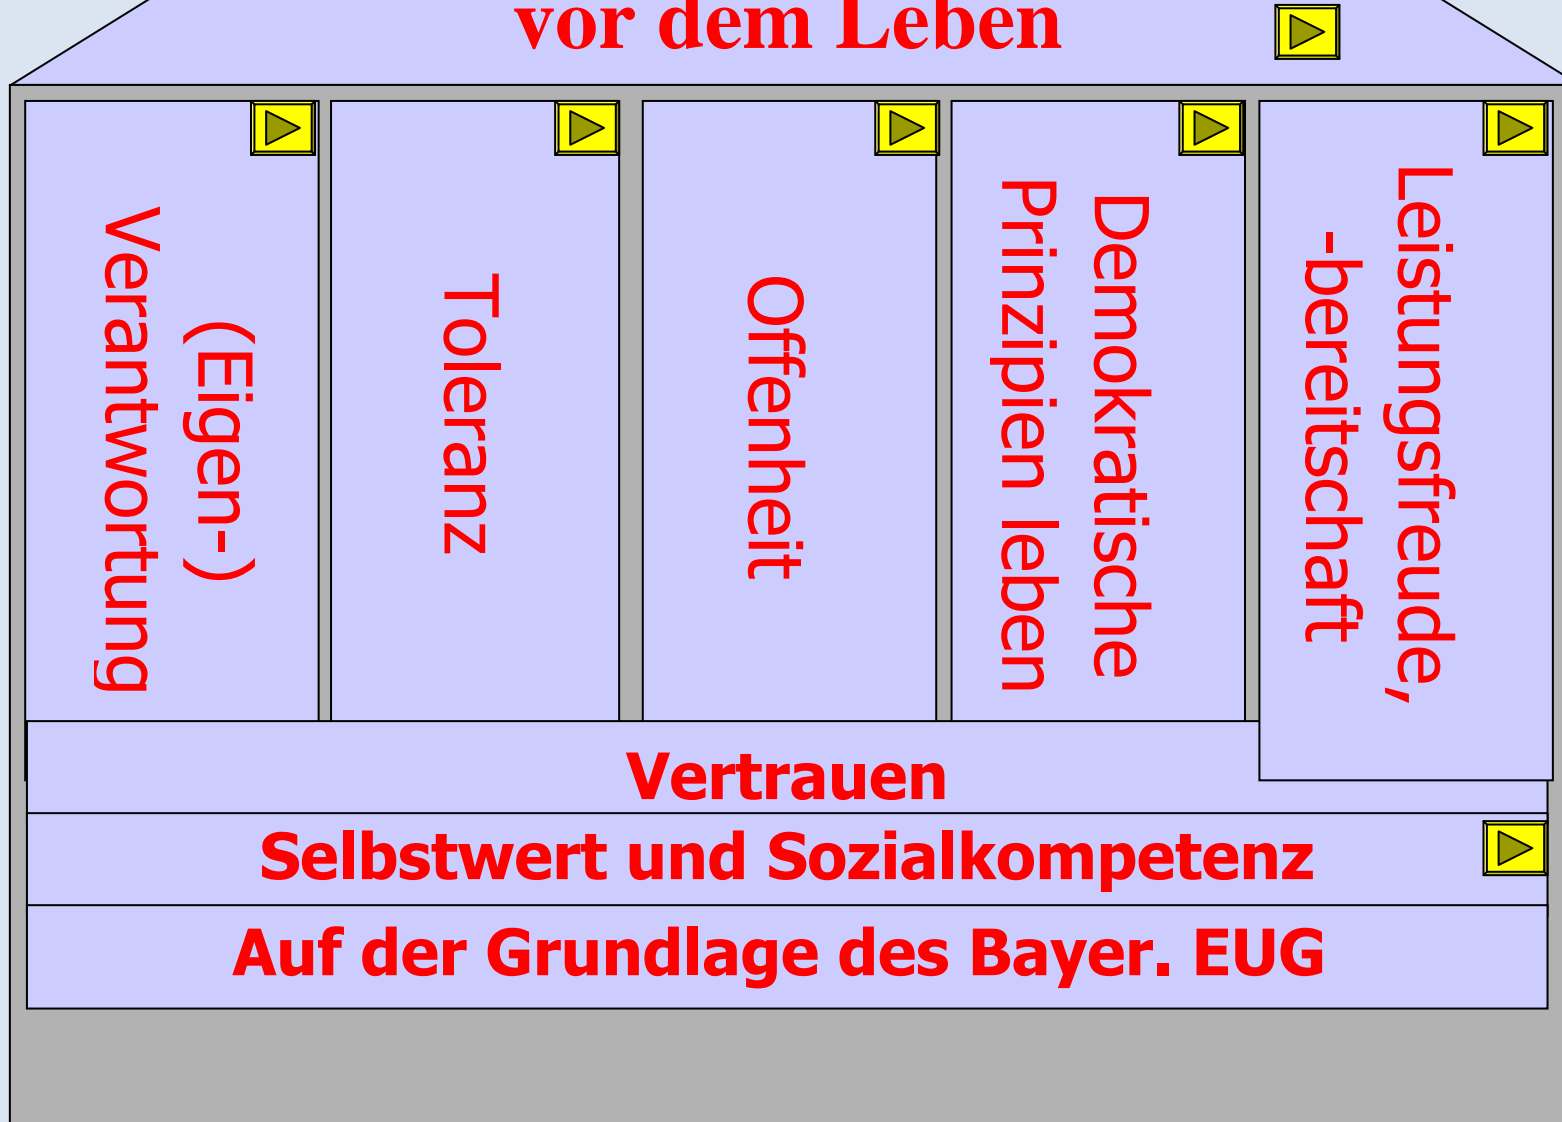 vor dem Leben
(Eigen-)
Verantwortung
Toleranz
Offenheit
Demokratische
Prinzipien leben
Leistungsfreude,
-bereitschaft
Vertrauen
Selbstwert und Sozialkompetenz
Auf der Grundlage des Bayer. EUG